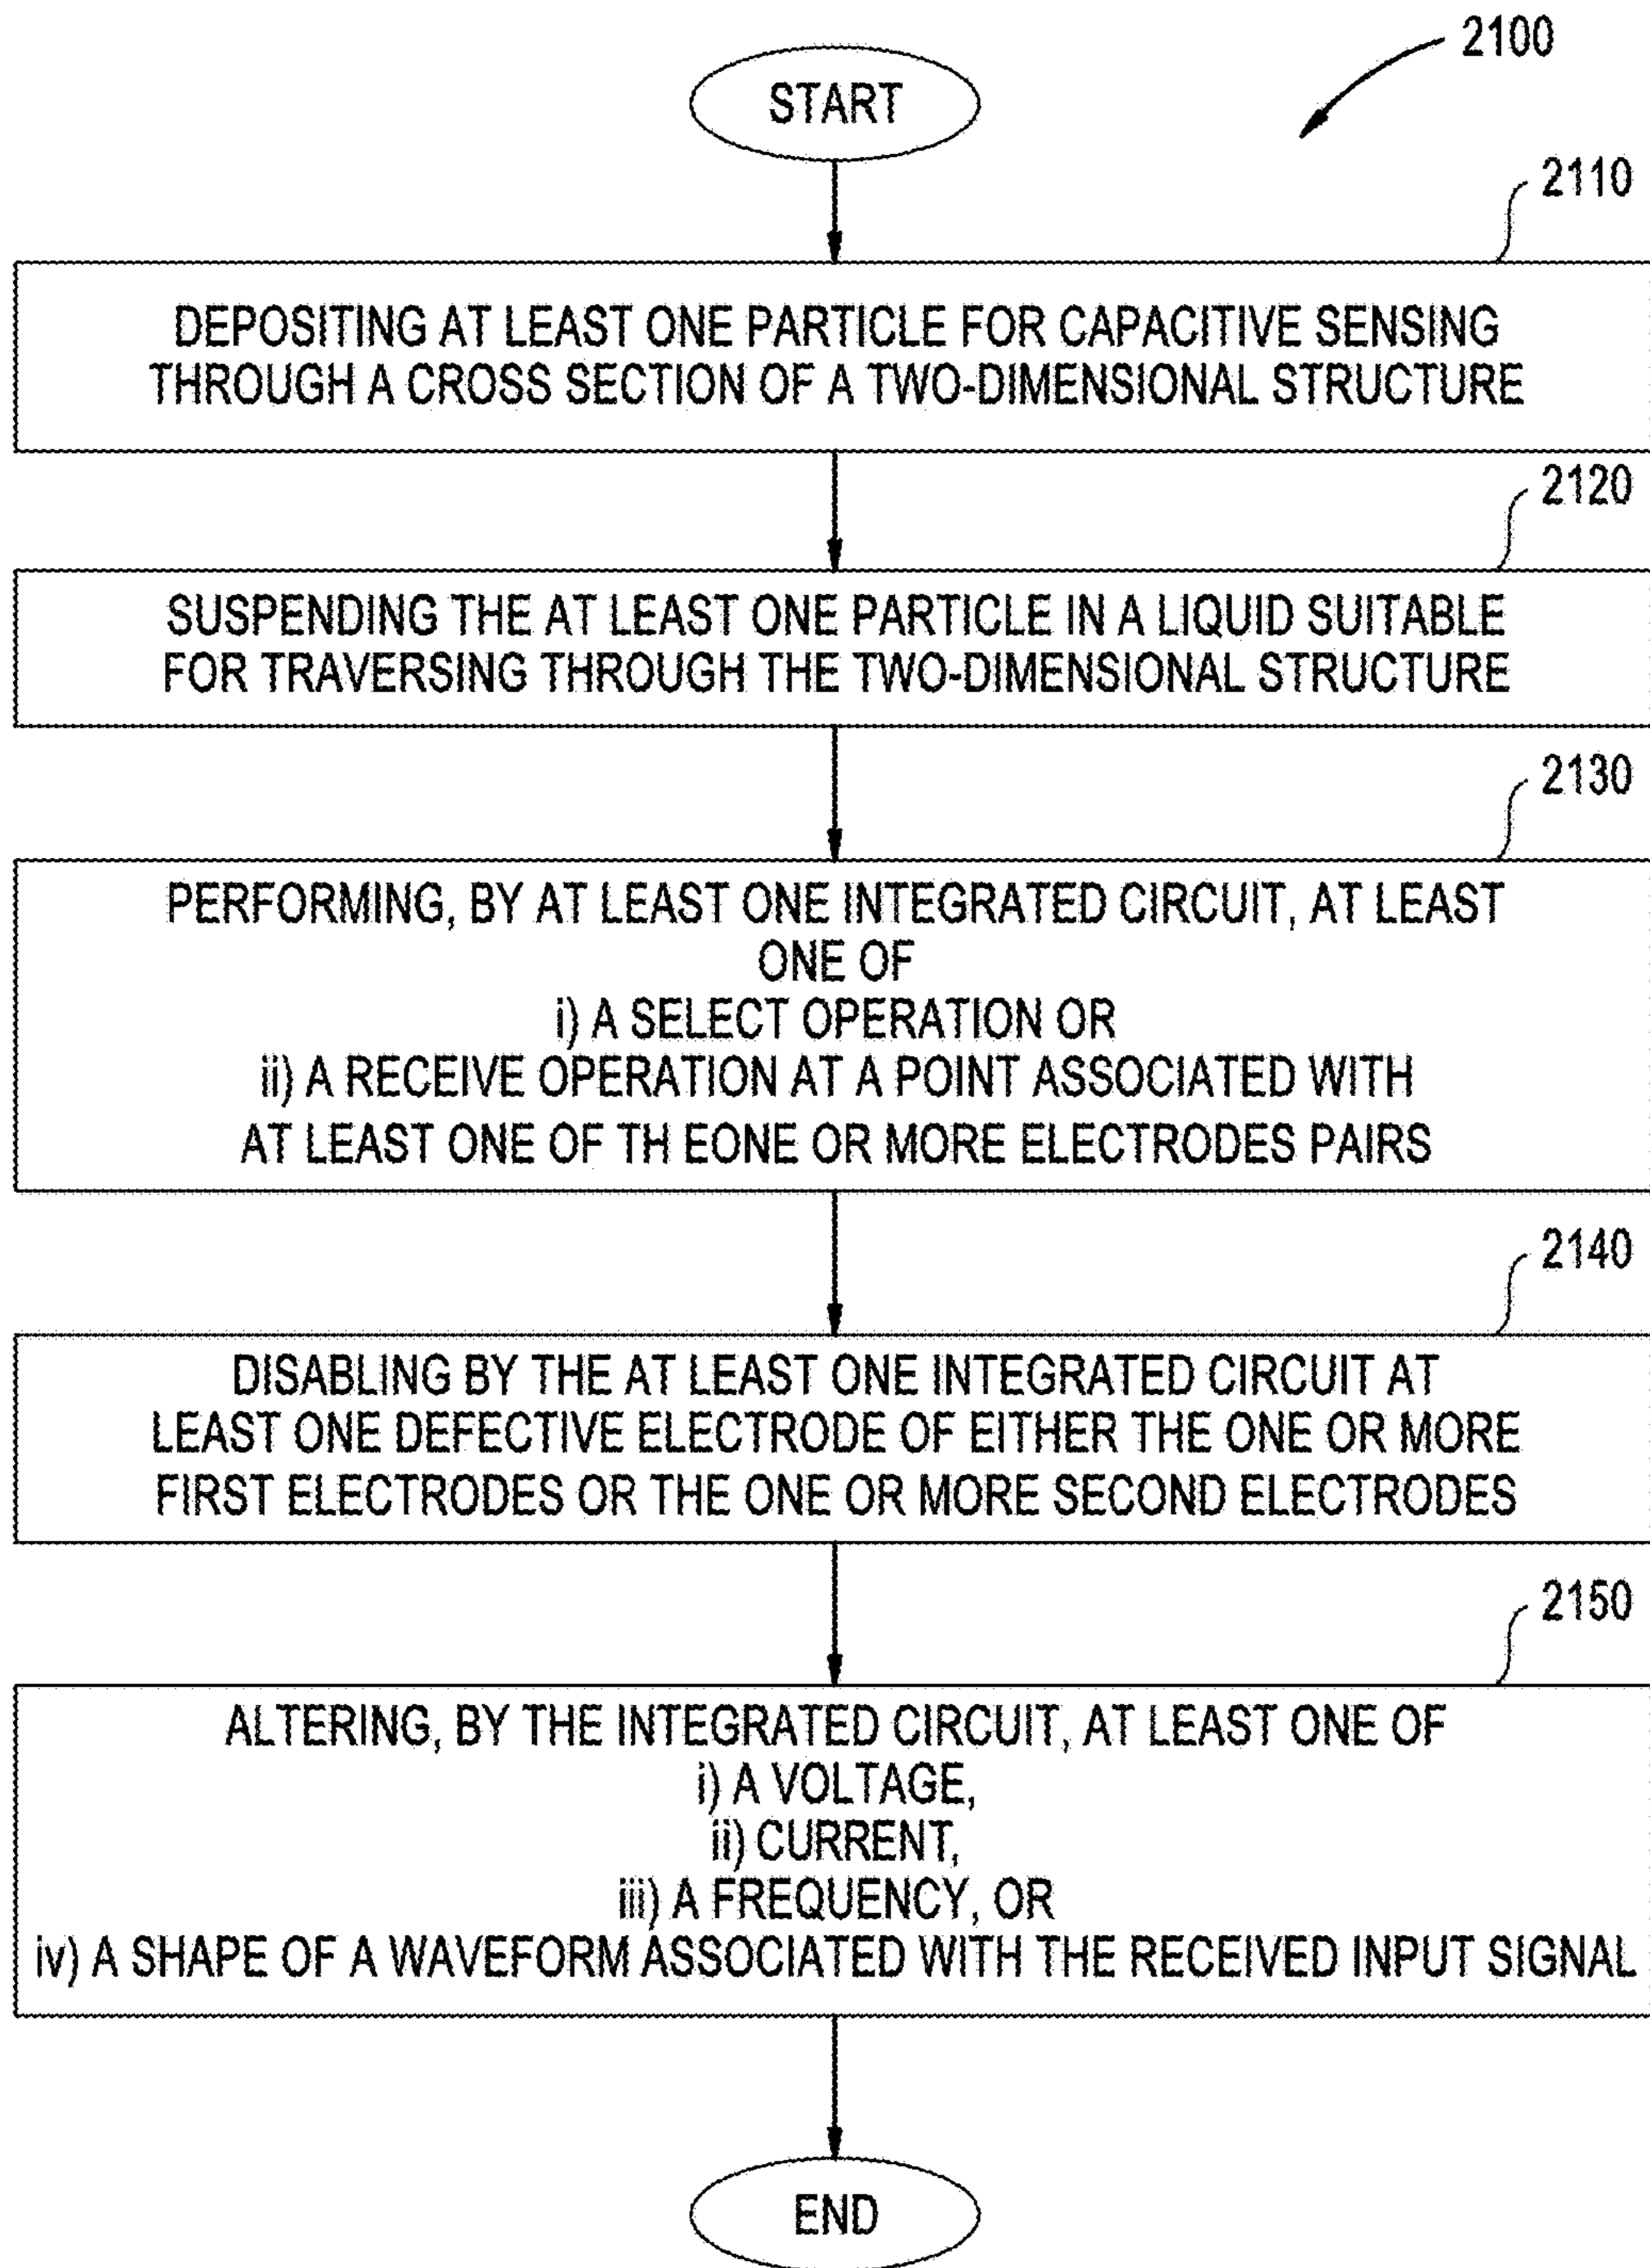 2100
START
2110
DEPOSITING AT LEAST ONE PARTICLE FOR CAPACITIVE SENSING
THROUGH A CROSS SECTION OF A TWO-DIMENSIONAL STRUCTURE
2120
SUSPENDING THE AT LEAST ONE PARTICLE IN A LIQUID SUITABLE
FOR TRAVERSING THROUGH THE TWO-DIMENSIONAL STRUCTURE
2130
PERFORMING, BY AT LEAST ONE INTEGRATED CIRCUIT, AT LEAST
ONE OF
i) A SELECT OPERATION OR
ii) A RECEIVE OPERATION AT A POINT ASSOCIATED WITH
AT LEAST ONE OF TH EONE OR MORE ELECTRODES PAIRS
2140
DISABLING BY THE AT LEAST ONE INTEGRATED CIRCUIT AT
LEAST ONE DEFECTIVE ELECTRODE OF EITHER THE ONE OR MORE
FIRST ELECTRODES OR THE ONE OR MORE SECOND ELECTRODES
2150
ALTERING, BY THE INTEGRATED CIRCUIT, AT LEAST ONE OF
i) A VOLTAGE,
ii) CURRENT,
iii) A FREQUENCY, OR
iv) A SHAPE OF A WAVEFORM ASSOCIATED WITH THE RECEIVED INPUT SIGNAL
END